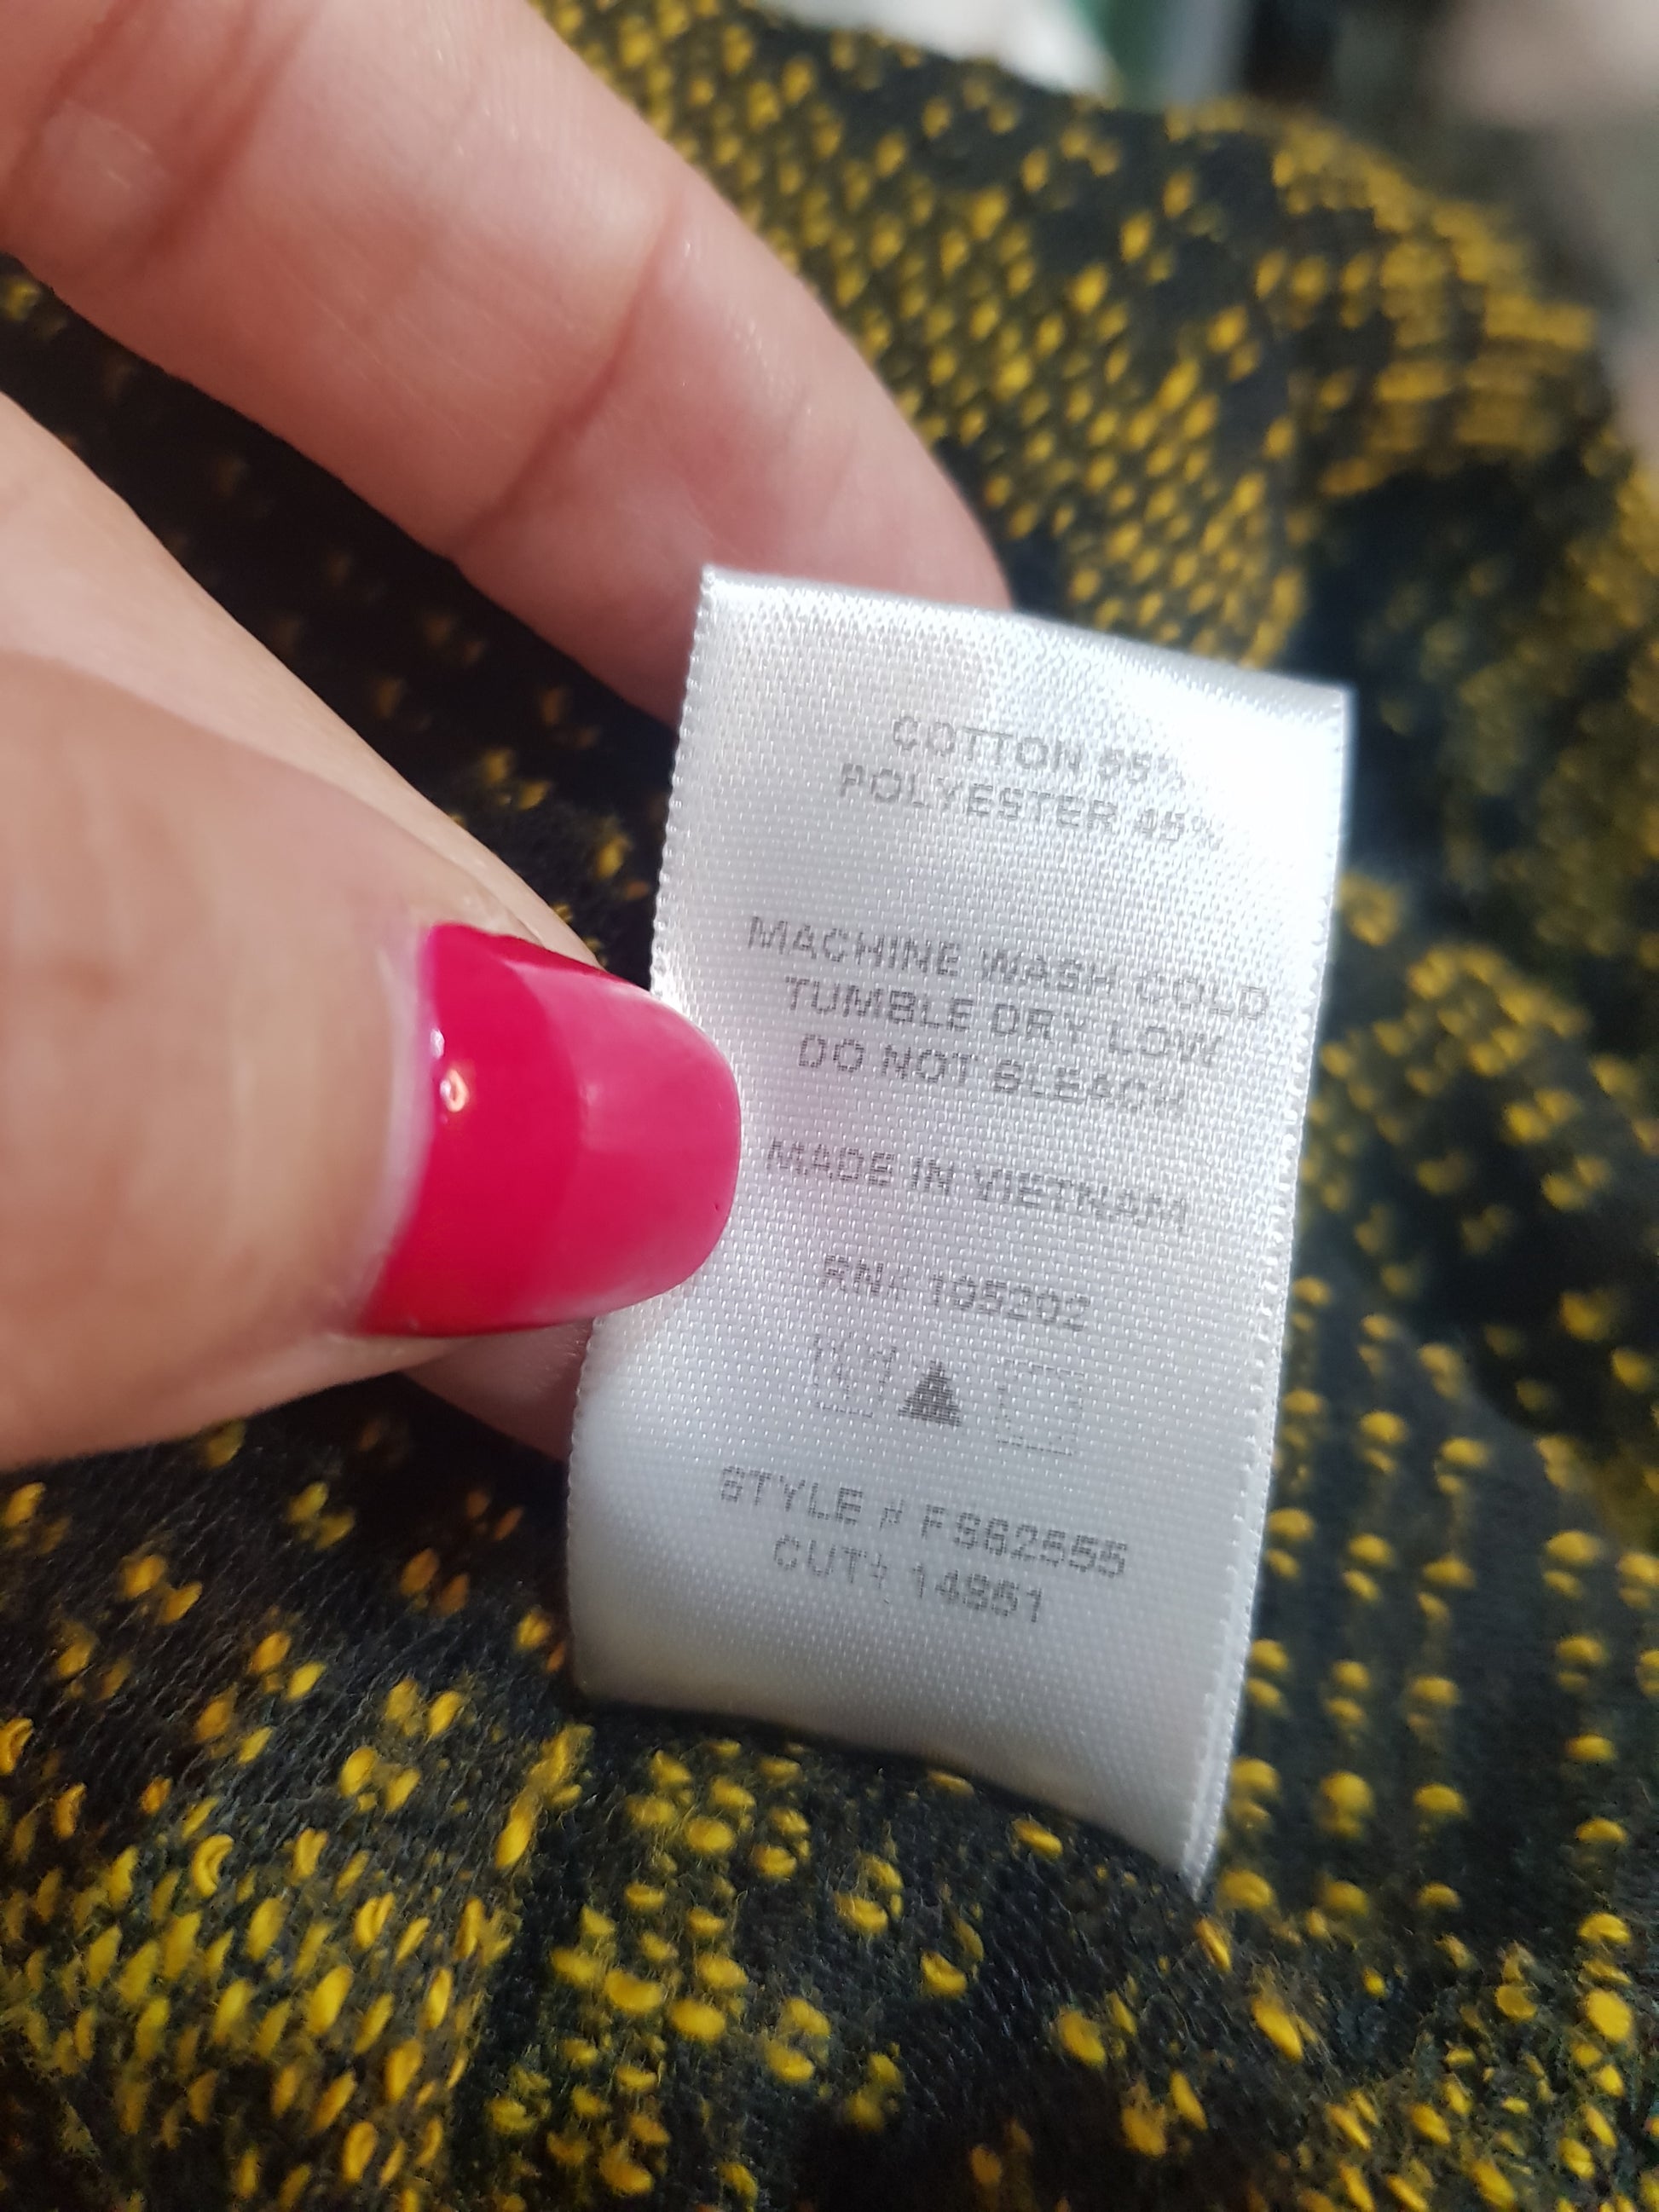 COTTON 55%
POLYESTER 45%
MACHINE WASH COLD
TUMBLE DRY LOW
DO NOT BLEACH
MADE IN VIETNAM
RN# 105202
STYLE # FS62555
CUT# 14951